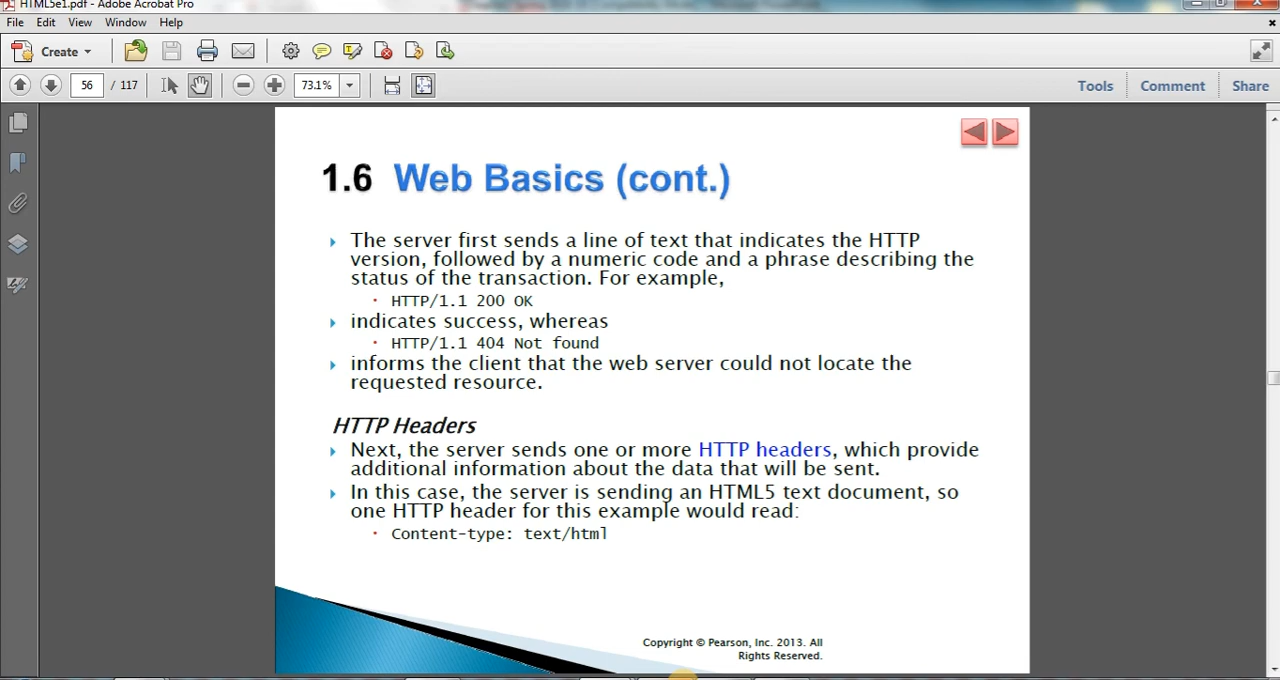 HTML5e1.pdf - Adobe Acrobat Pro
File Edit View Window Help
Create
56 / 117 73.1% Tools Comment Share
1.6 Web Basics (cont.)
The server first sends a line of text that indicates the HTTP
version, followed by a numeric code and a phrase describing the
status of the transaction. For example,
HTTP/1.1 200 OK
indicates success, whereas
HTTP/1.1 404 Not found
informs the client that the web server could not locate the
requested resource.
HTTP Headers
Next, the server sends one or more HTTP headers, which provide
additional information about the data that will be sent.
In this case, the server is sending an HTML5 text document, so
one HTTP header for this example would read:
Content-type: text/html
Copyright © Pearson, Inc. 2013. All
Rights Reserved.